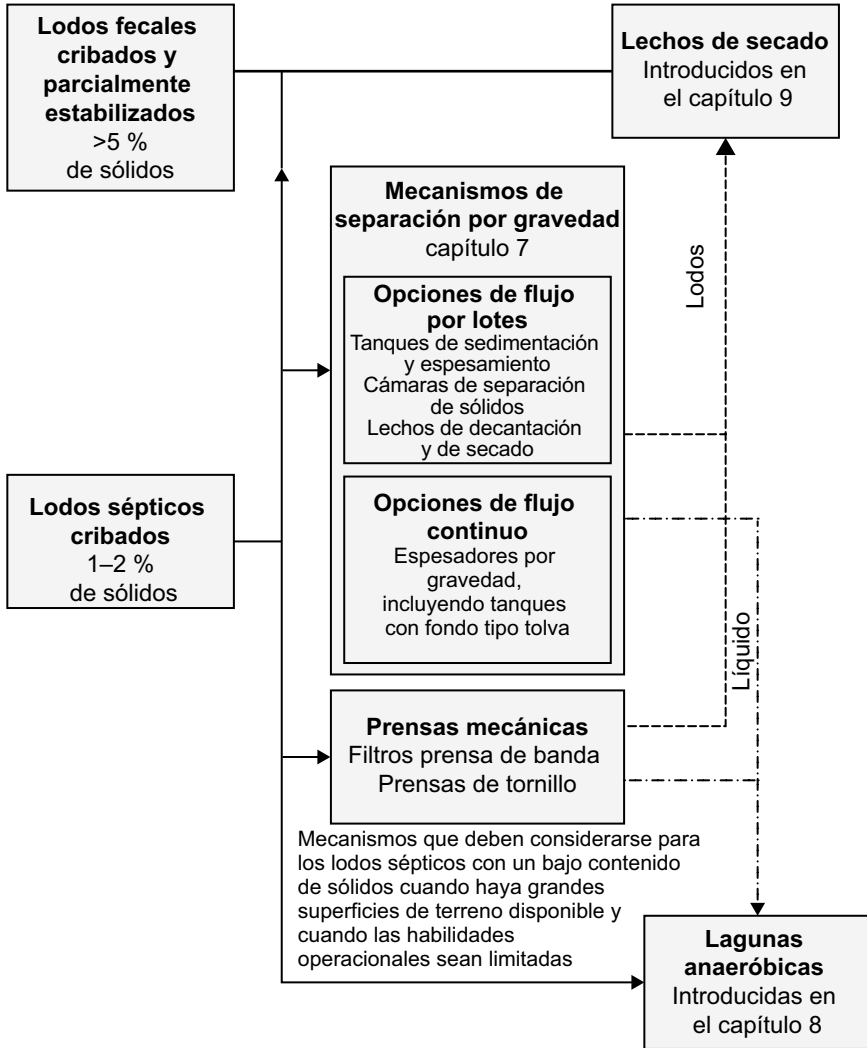 Lodos fecales
cribados y
parcialmente
estabilizados
>5 %
de sólidos
Lechos de secado
Introducidos en
el capítulo 9
Mecanismos de
separación por gravedad
capítulo 7
Opciones de flujo
por lotes
Tanques de sedimentación
y espesamiento
Cámaras de separación
de sólidos
Lechos de decantación
y de secado
Lodos
Lodos sépticos
cribados
1–2 %
de sólidos
Opciones de flujo
continuo
Espesadores por
gravedad,
incluyendo tanques
con fondo tipo tolva
Líquido
Prensas mecánicas
Filtros prensa de banda
Prensas de tornillo
Mecanismos que deben considerarse para
los lodos sépticos con un bajo contenido
de sólidos cuando haya grandes
superficies de terreno disponible y
cuando las habilidades
operacionales sean limitadas
Lagunas
anaeróbicas
Introducidas en
el capítulo 8